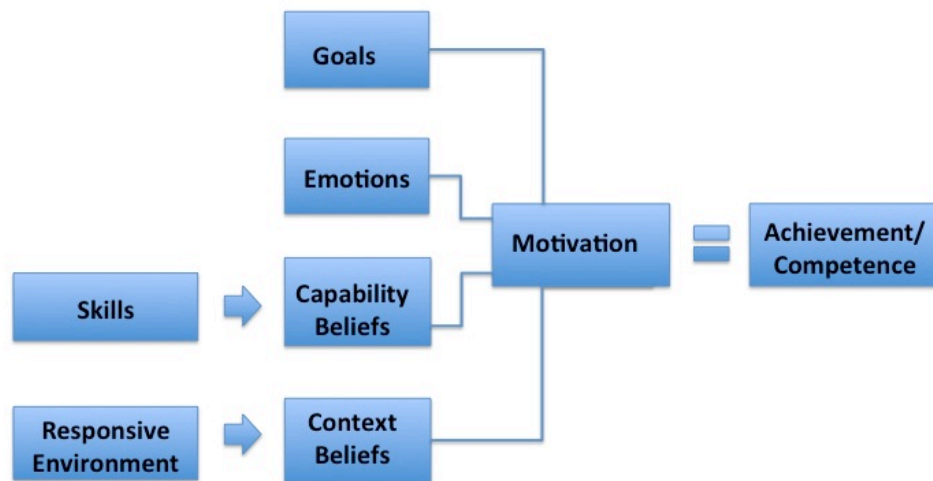 Goals
Emotions
Motivation
Achievement/
Competence
Skills
Capability
Beliefs
Responsive
Environment
Context
Beliefs